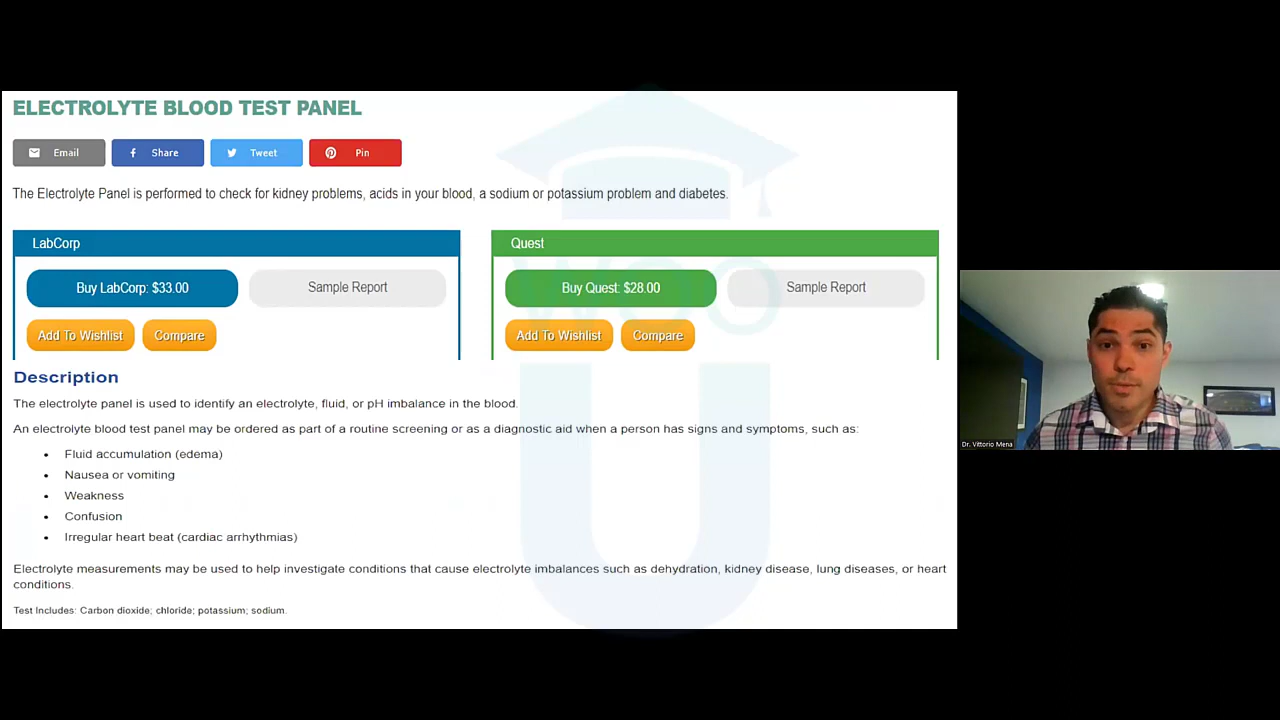 ELECTROLYTE BLOOD TEST PANEL
Email Share Tweet Pin
The Electrolyte Panel is performed to check for kidney problems, acids in your blood, a sodium or potassium problem and diabetes.
LabCorp
Buy LabCorp: $33.00 Sample Report
Add To Wishlist Compare
Quest
Buy Quest: $28.00 Sample Report
Add To Wishlist Compare
Description
The electrolyte panel is used to identify an electrolyte, fluid, or pH imbalance in the blood.
An electrolyte blood test panel may be ordered as part of a routine screening or as a diagnostic aid when a person has signs and symptoms, such as:
• Fluid accumulation (edema)
• Nausea or vomiting
• Weakness
• Confusion
• Irregular heart beat (cardiac arrhythmias)
Electrolyte measurements may be used to help investigate conditions that cause electrolyte imbalances such as dehydration, kidney disease, lung diseases, or heart
conditions.
Test Includes: Carbon dioxide; chloride; potassium; sodium.
WOO
U
Dr. Vittorio Mena